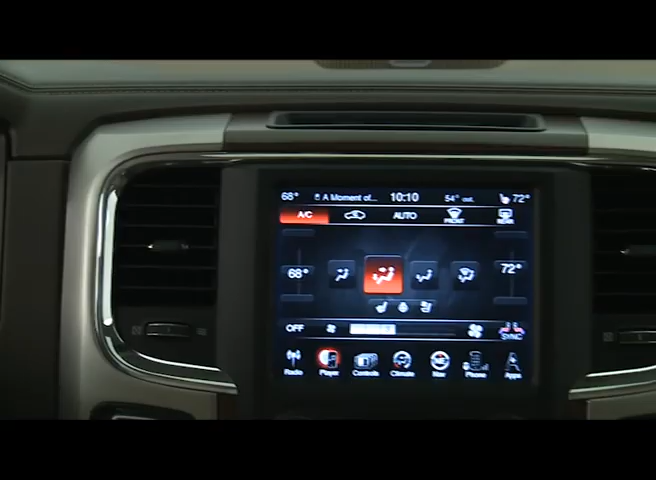 68° A Moment of... 10:10 54° out. 72°
A/C AUTO FRONT REAR
68° 72°
OFF SYNC
Radio Player Controls Climate Nav Phone Apps